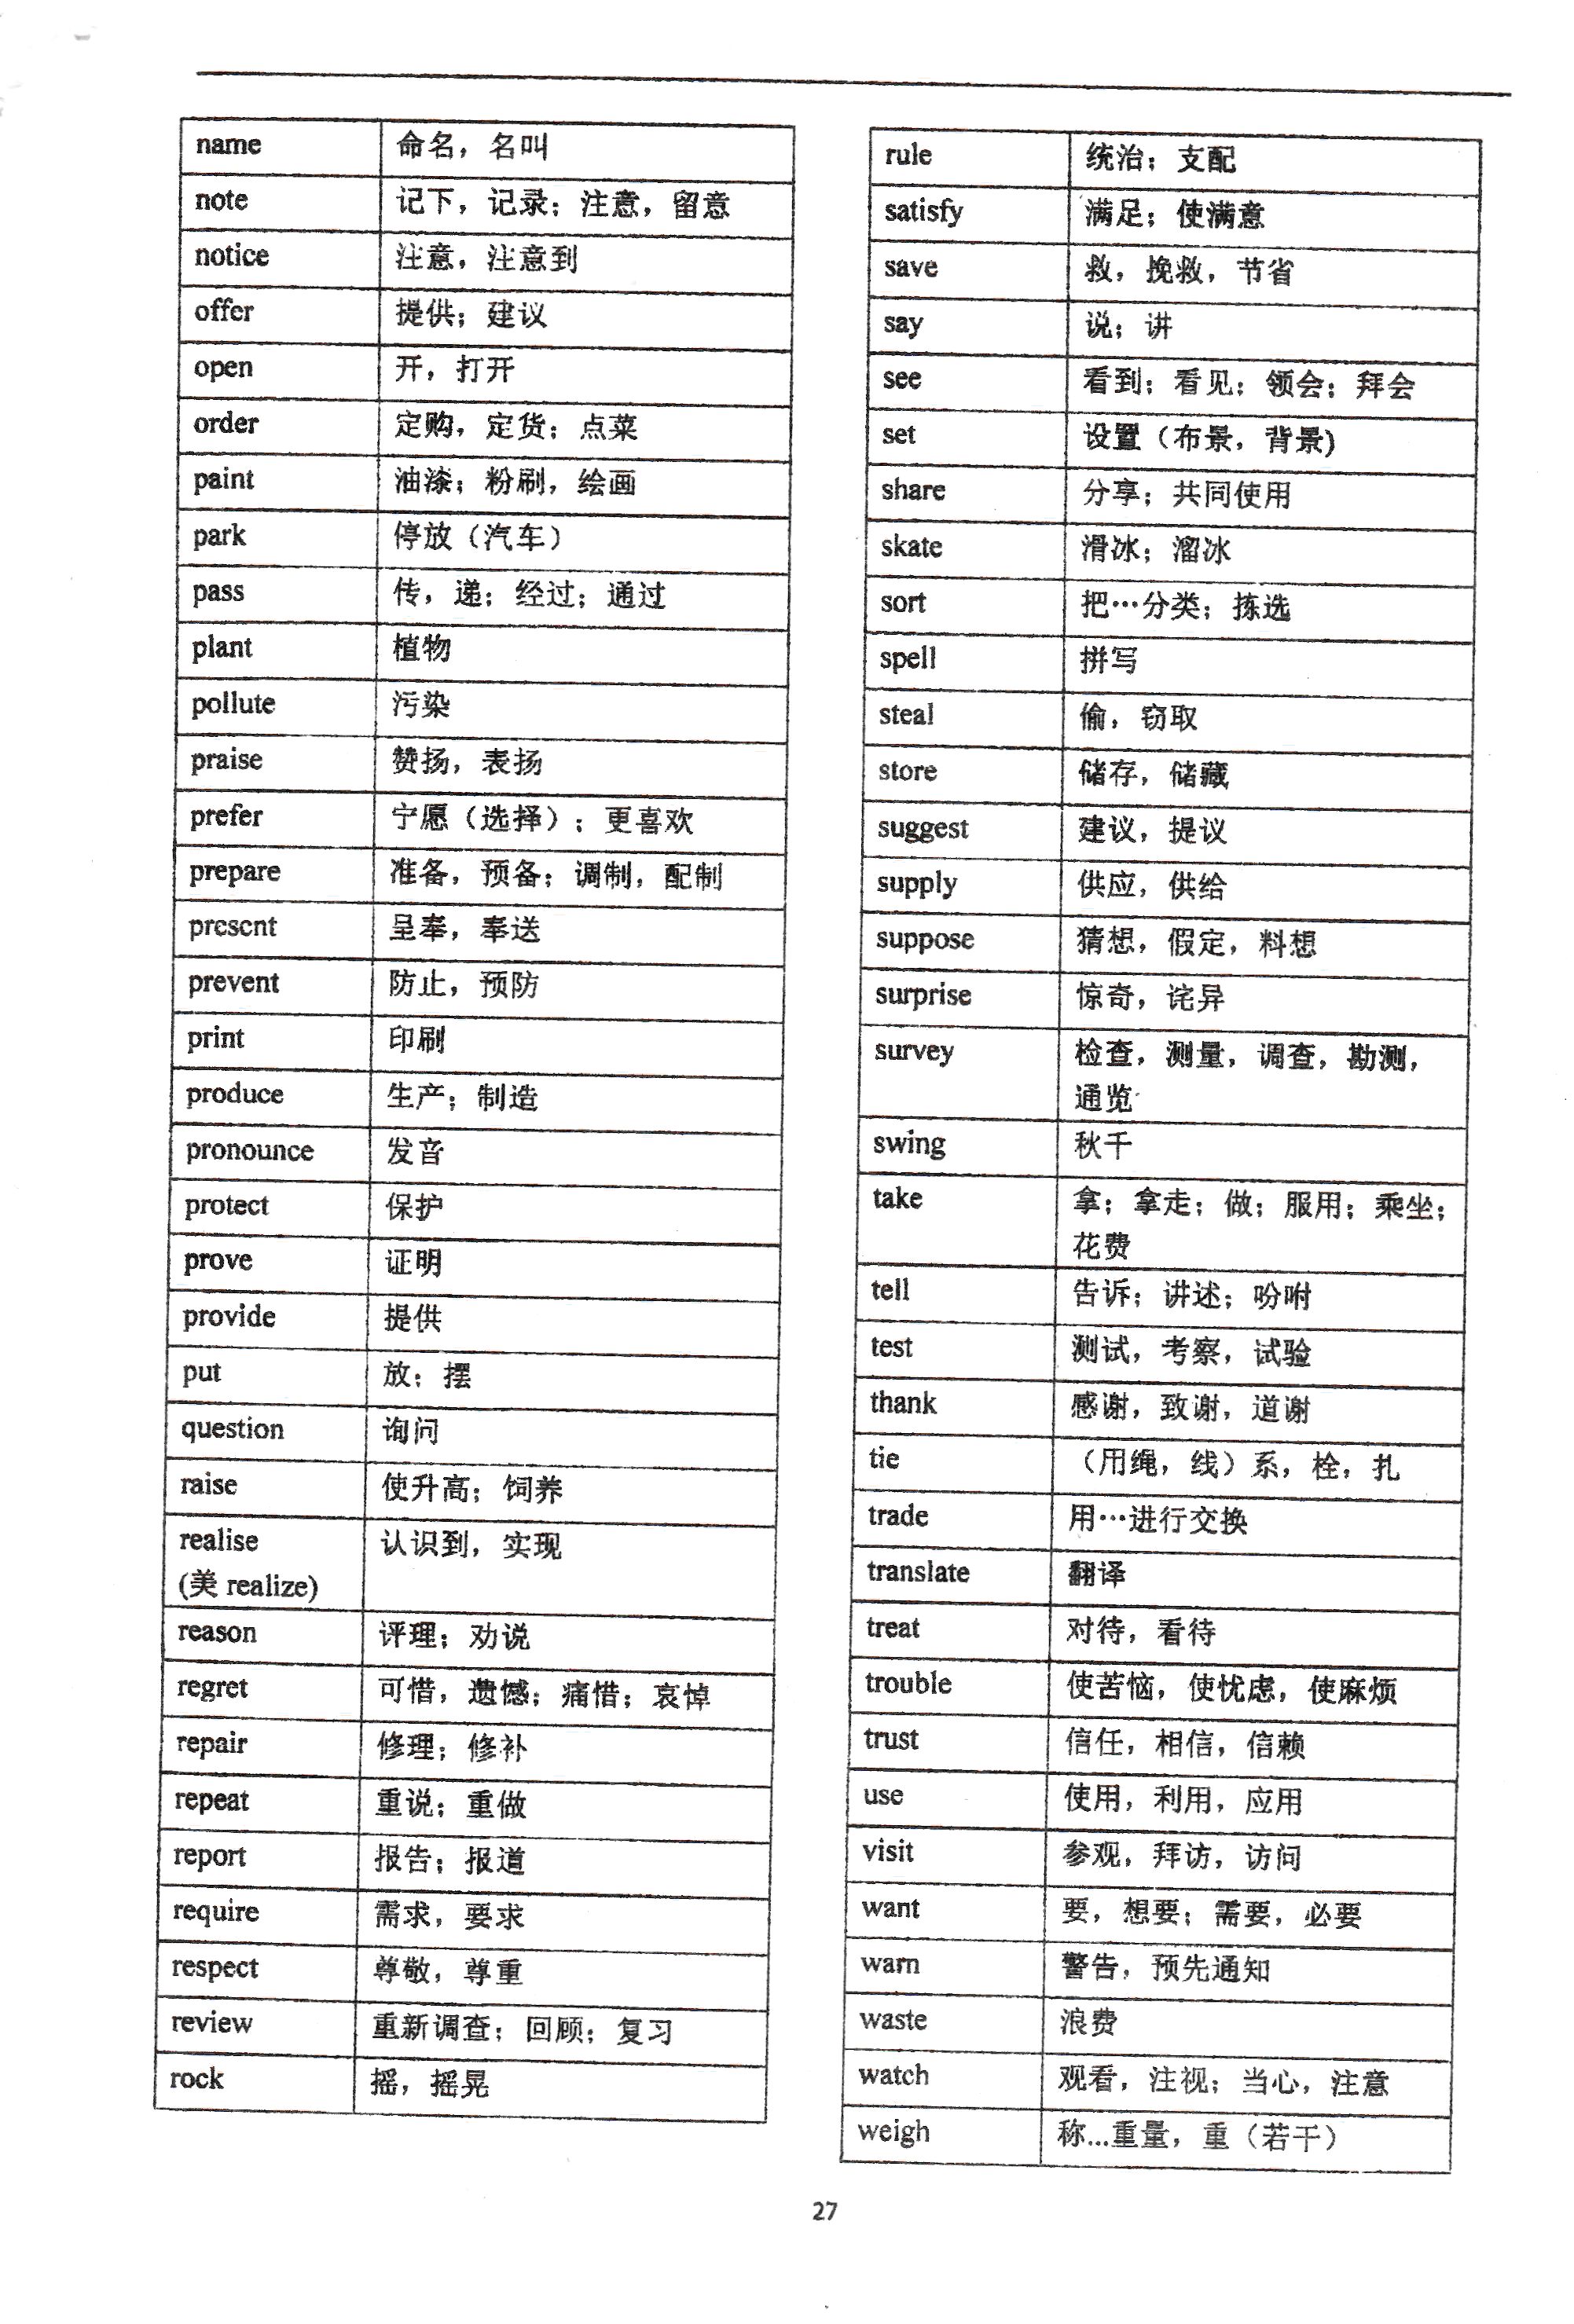 name 命名，名叫
note 记下，记录；注意，留意
notice 注意，注意到
offer 提供；建议
open 开，打开
order 定购，定货；点菜
paint 油漆；粉刷，绘画
park 停放（汽车）
pass 传，递；经过；通过
plant 植物
pollute 污染
praise 赞扬，表扬
prefer 宁愿（选择）；更喜欢
prepare 准备，预备；调制，配制
present 呈奉，奉送
prevent 防止，预防
print 印刷
produce 生产；制造
pronounce 发音
protect 保护
prove 证明
provide 提供
put 放；摆
question 询问
raise 使升高；饲养
realise 认识到，实现
(美 realize)
reason 评理；劝说
regret 可惜，遗憾；痛惜；哀悼
repair 修理；修补
repeat 重说；重做
report 报告；报道
require 需求，要求
respect 尊敬，尊重
review 重新调查；回顾；复习
rock 摇，摇晃
rule 统治；支配
satisfy 满足；使满意
save 救，挽救，节省
say 说；讲
see 看到；看见；领会；拜会
set 设置（布景，背景)
share 分享；共同使用
skate 滑冰；溜冰
sort 把…分类；拣选
spell 拼写
steal 偷，窃取
store 储存，储藏
suggest 建议，提议
supply 供应，供给
suppose 猜想，假定，料想
surprise 惊奇，诧异
survey 检查，测量，调查，勘测，
通览
swing 秋千
take 拿；拿走；做；服用；乘坐；
花费
tell 告诉；讲述；吩咐
test 测试，考察，试验
thank 感谢，致谢，道谢
tie （用绳，线）系，栓，扎
trade 用…进行交换
translate 翻译
treat 对待，看待
trouble 使苦恼，使忧虑，使麻烦
trust 信任，相信，信赖
use 使用，利用，应用
visit 参观，拜访，访问
want 要，想要；需要，必要
warn 警告，预先通知
waste 浪费
watch 观看，注视；当心，注意
weigh 称...重量，重（若干）
27